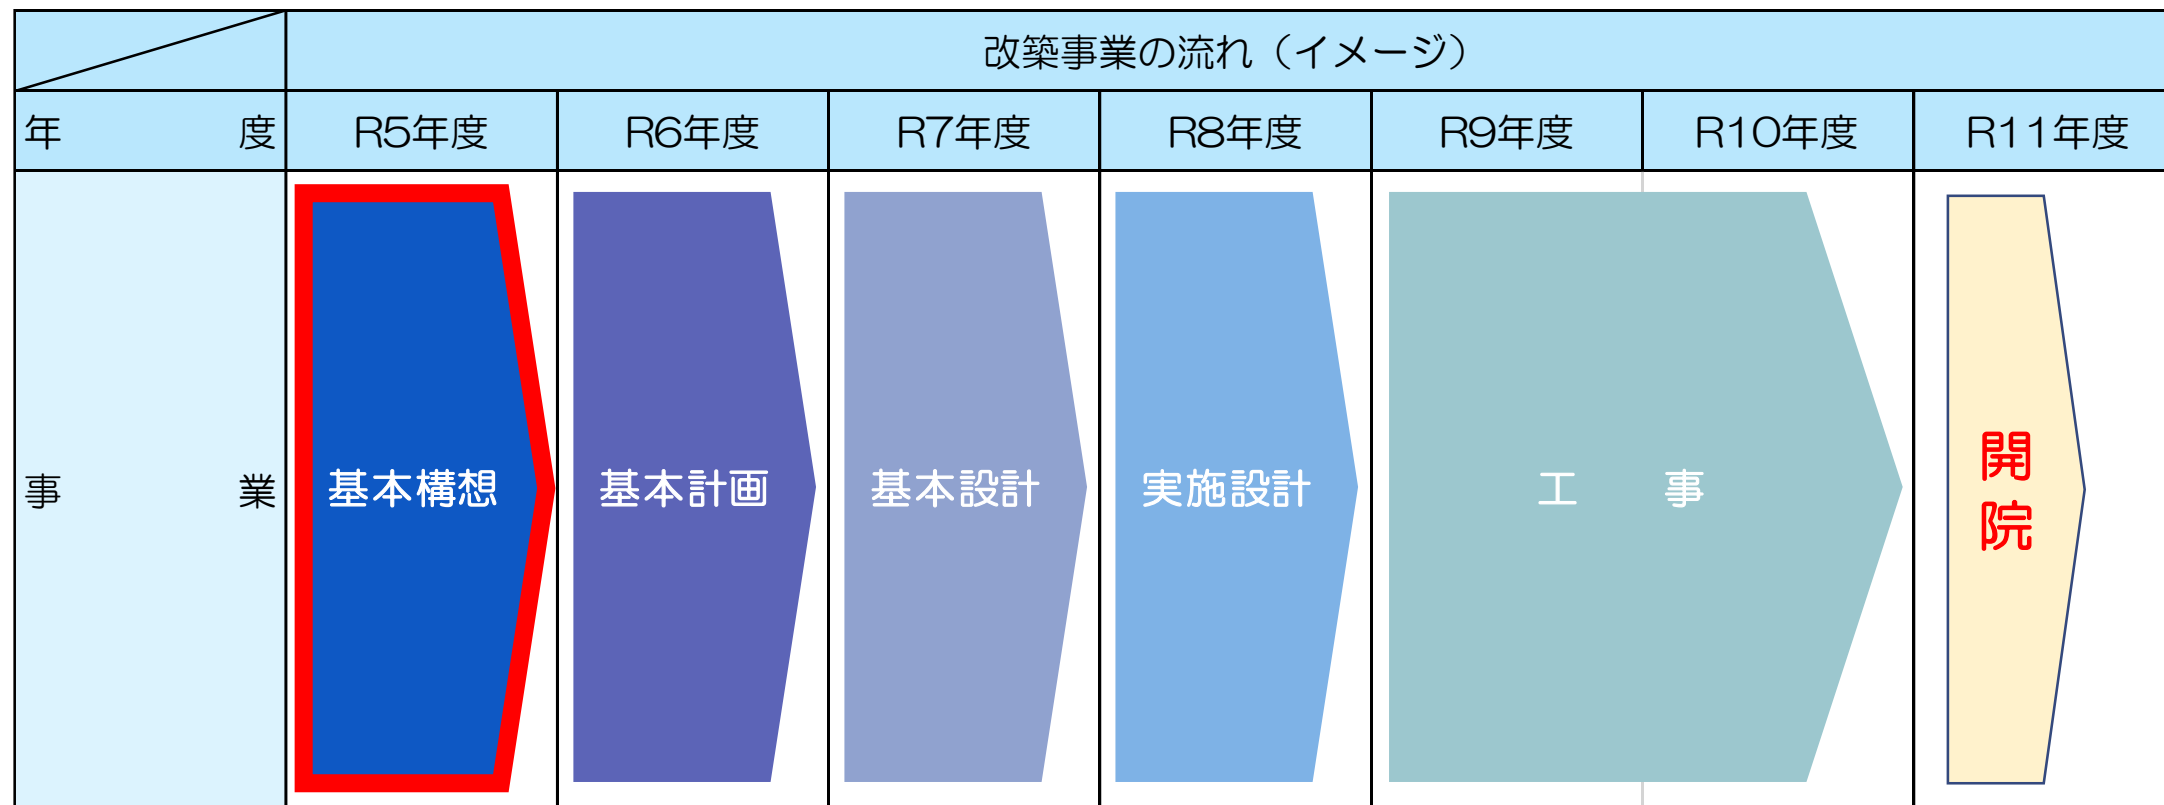 改築事業の流れ（イメージ）
年度 R5年度 R6年度 R7年度 R8年度 R9年度 R10年度 R11年度
事業 基本構想 基本計画 基本設計 実施設計 工事 開院